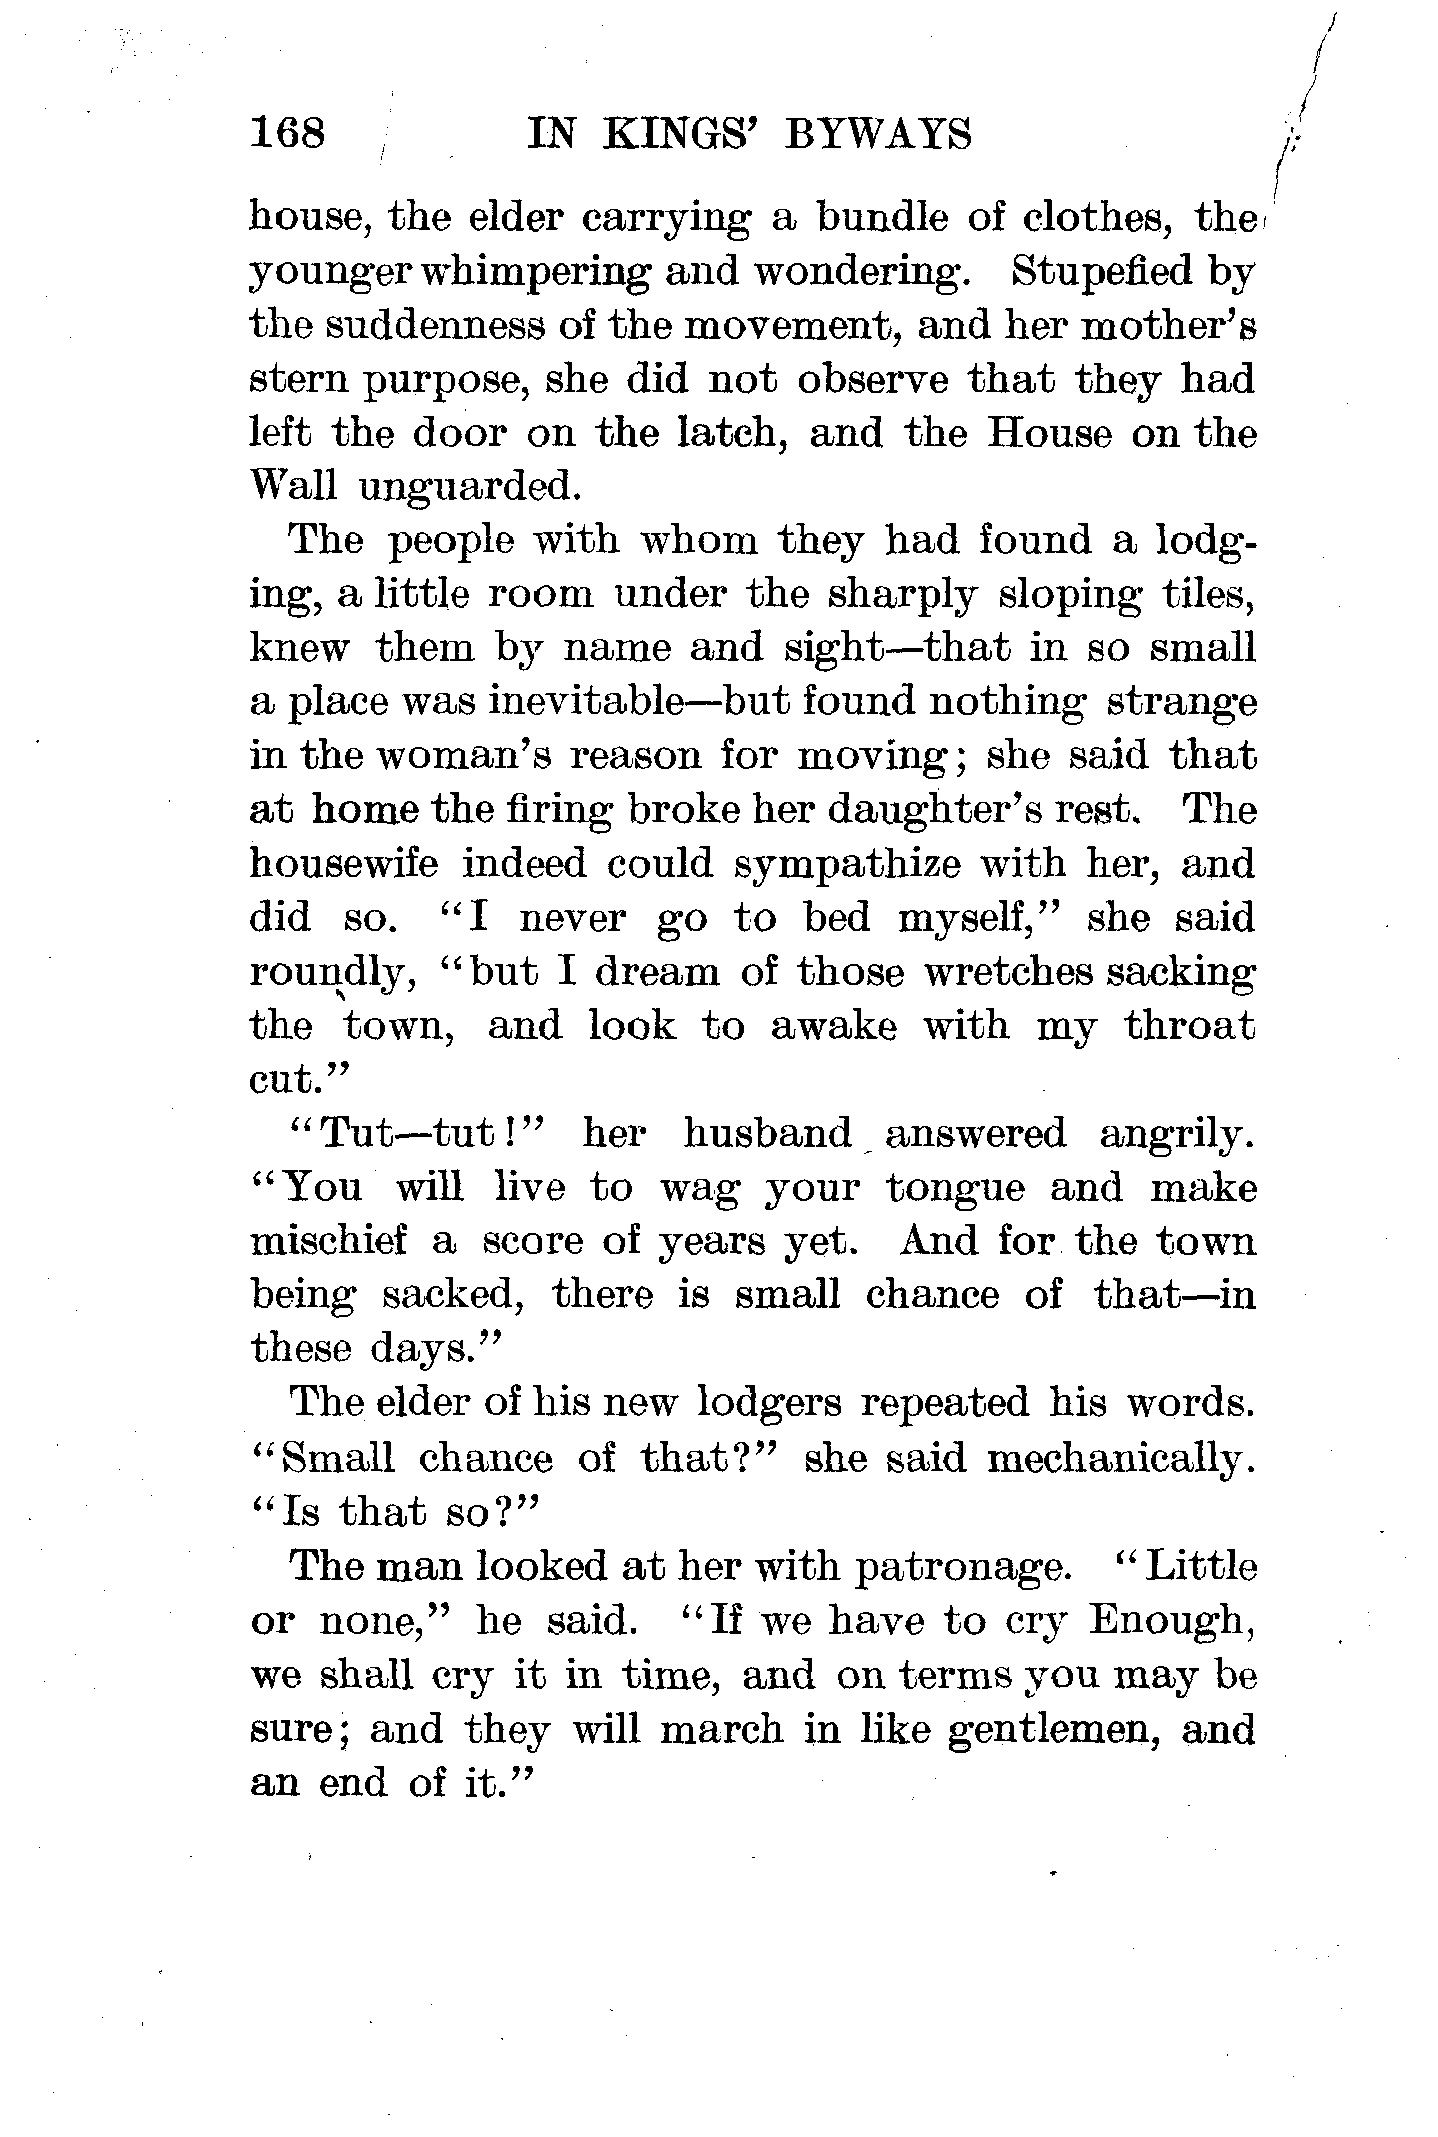 168 IN KINGS' BYWAYS
house, the elder carrying a bundle of clothes, the
younger whimpering and wondering. Stupefied by
the suddenness of the movement, and her mother's
stern purpose, she did not observe that they had
left the door on the latch, and the House on the
Wall unguarded.
The people with whom they had found a lodg-
ing, a little room under the sharply sloping tiles,
knew them by name and sight—that in so small
a place was inevitable—but found nothing strange
in the woman's reason for moving; she said that
at home the firing broke her daughter's rest. The
housewife indeed could sympathize with her, and
did so. "I never go to bed myself," she said
roundly, "but I dream of those wretches sacking
the town, and look to awake with my throat
cut."
"Tut—tut!" her husband answered angrily.
"You will live to wag your tongue and make
mischief a score of years yet. And for the town
being sacked, there is small chance of that—in
these days."
The elder of his new lodgers repeated his words.
"Small chance of that?" she said mechanically.
"Is that so?"
The man looked at her with patronage. "Little
or none," he said. "If we have to cry Enough,
we shall cry it in time, and on terms you may be
sure; and they will march in like gentlemen, and
an end of it."